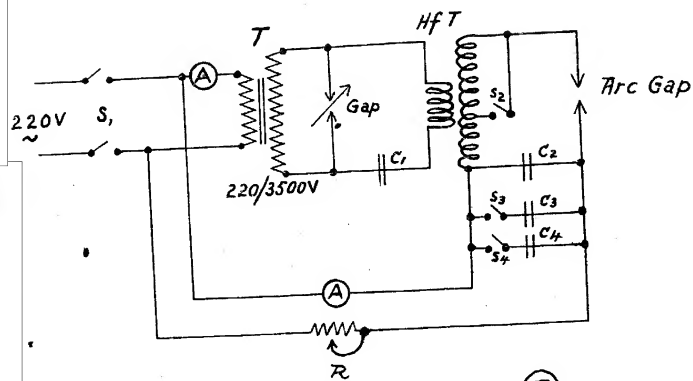 T
HfT
A
S1
220V
~
Gap
S2
Arc Gap
C1
C2
220/3500V
S3
C3
S4
C4
A
R